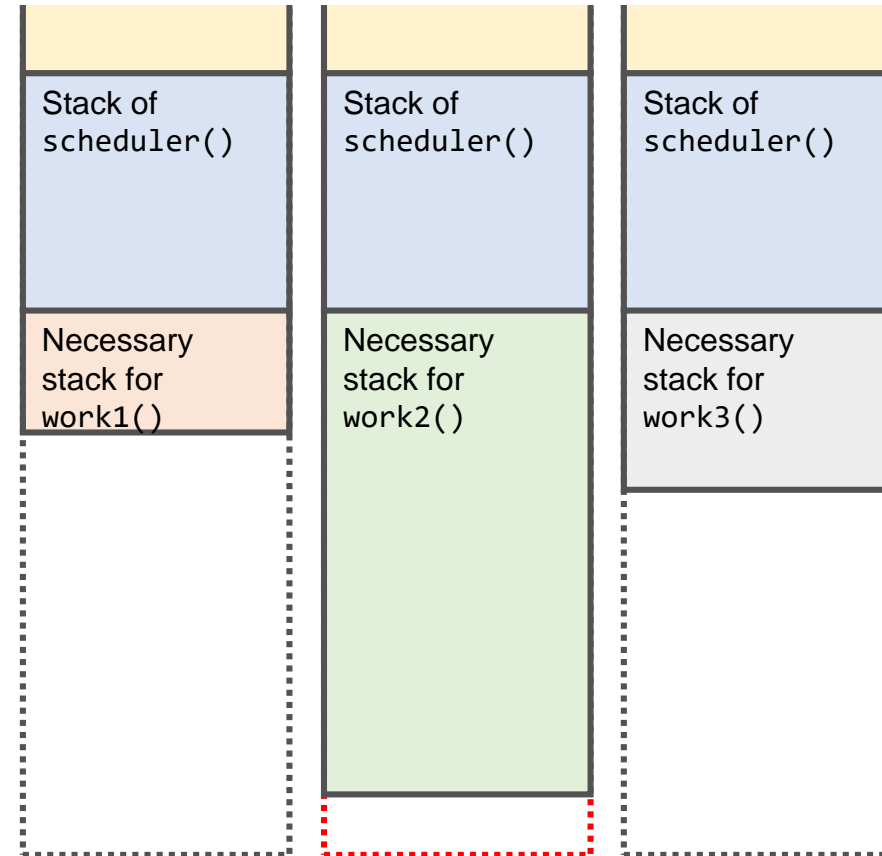 Stack of
scheduler()
Necessary
stack for
work1()
Stack of
scheduler()
Necessary
stack for
work2()
Stack of
scheduler()
Necessary
stack for
work3()